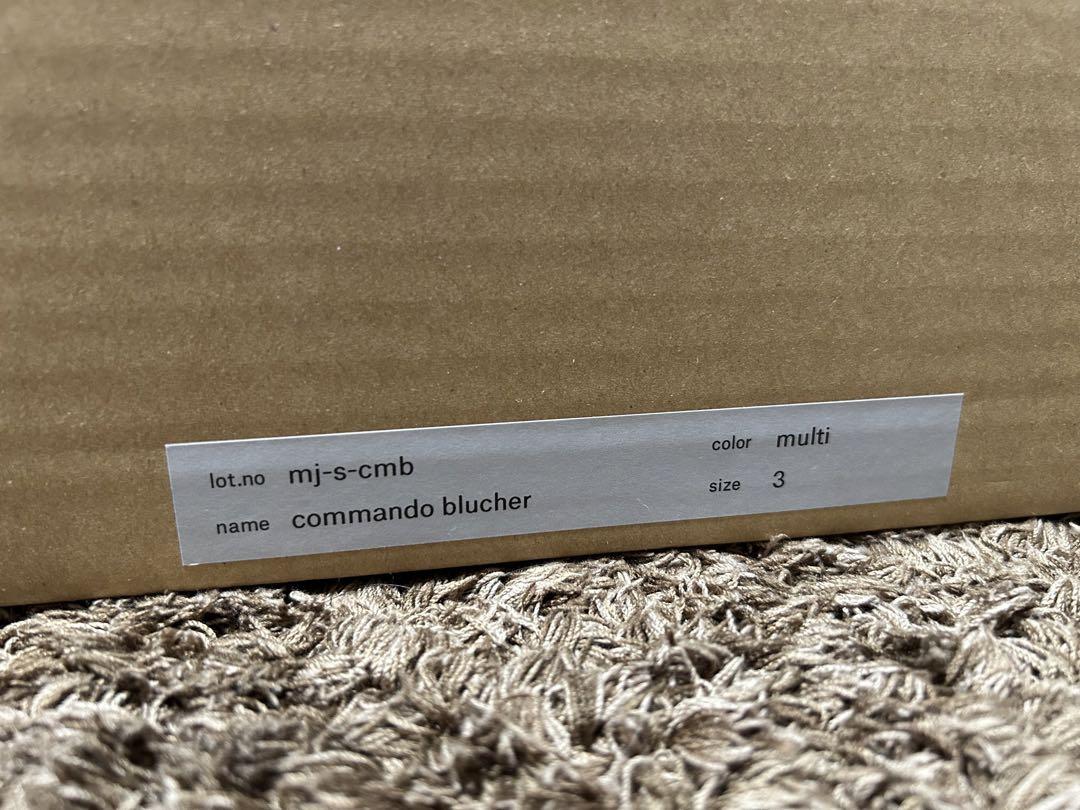 lot.no mj-s-cmb color multi
name commando blucher size 3